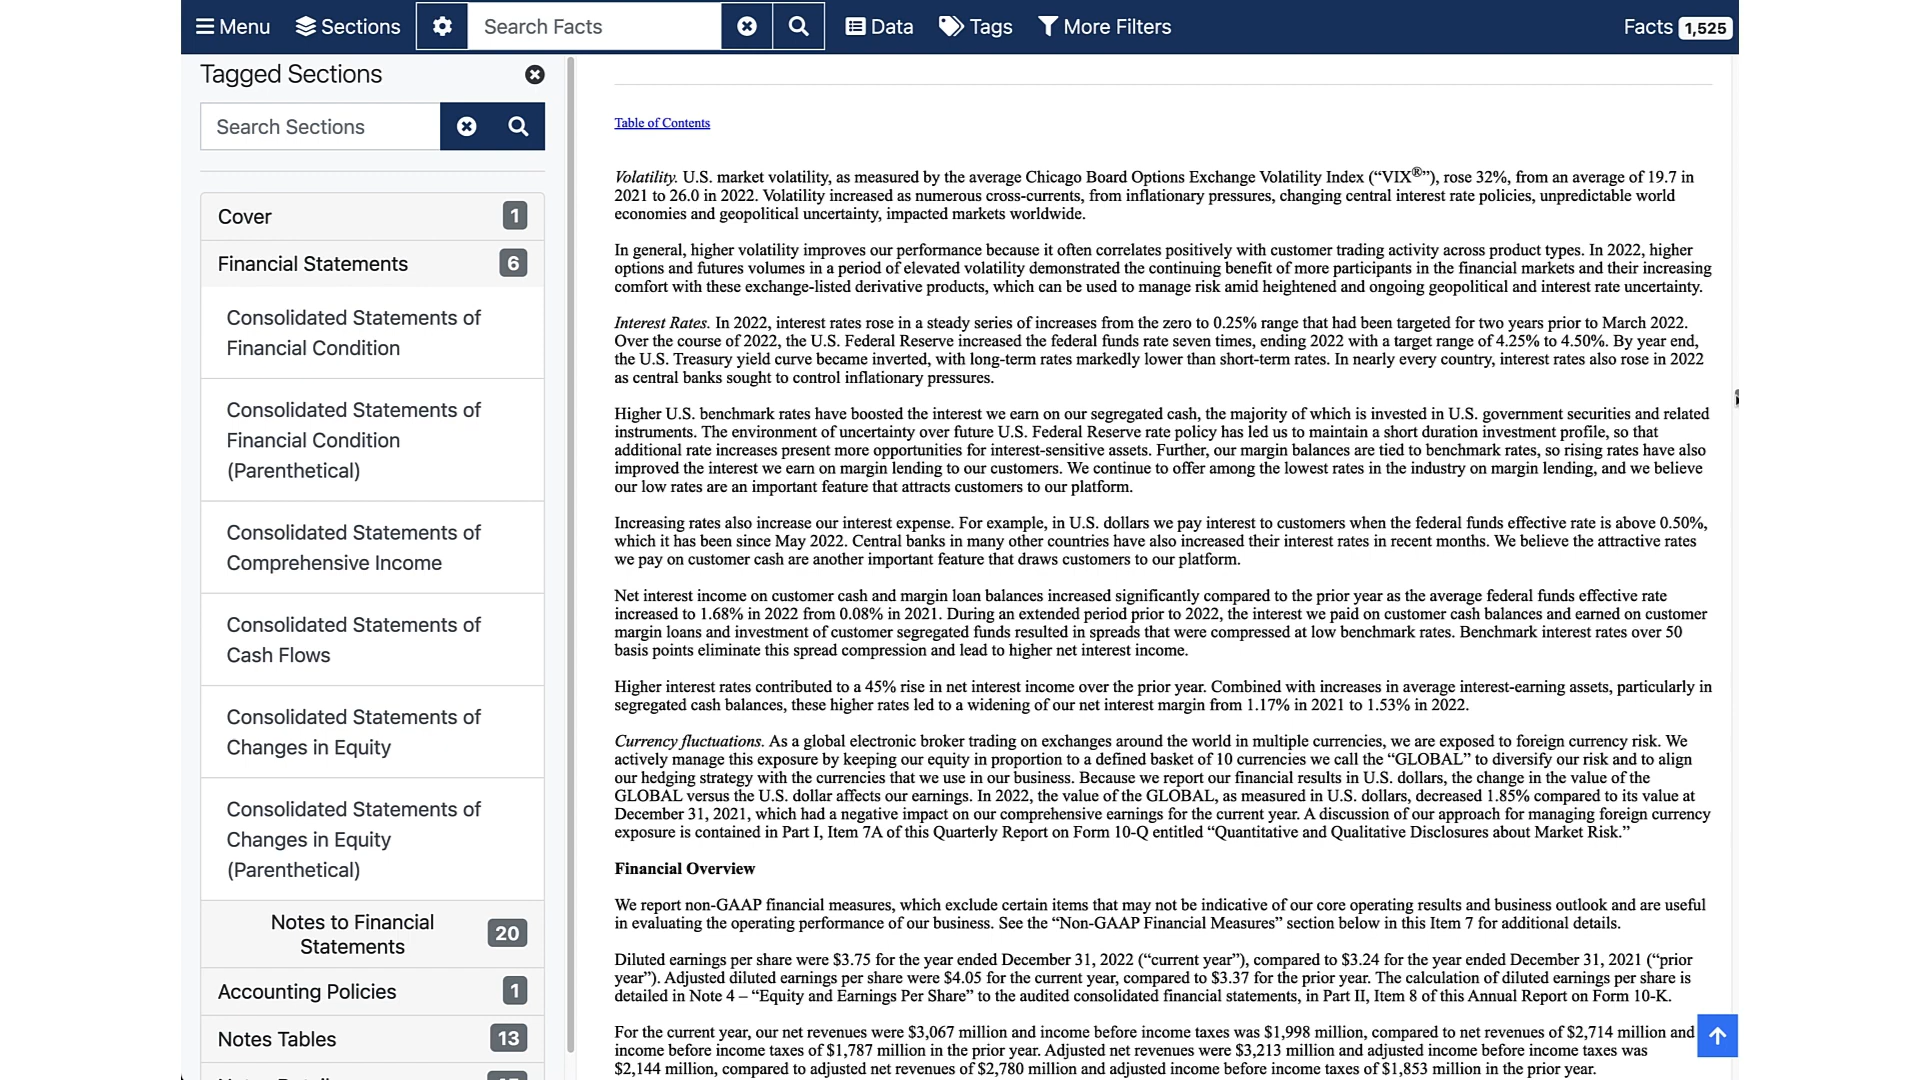 Menu Sections Search Facts Data Tags More Filters Facts 1,525
Tagged Sections
Search Sections
Cover 1
Financial Statements 6
Consolidated Statements of
Financial Condition
Consolidated Statements of
Financial Condition
(Parenthetical)
Consolidated Statements of
Comprehensive Income
Consolidated Statements of
Cash Flows
Consolidated Statements of
Changes in Equity
Consolidated Statements of
Changes in Equity
(Parenthetical)
Notes to Financial
Statements 20
Accounting Policies 1
Notes Tables 13
Table of Contents
Volatility. U.S. market volatility, as measured by the average Chicago Board Options Exchange Volatility Index (“VIX®”), rose 32%, from an average of 19.7 in
2021 to 26.0 in 2022. Volatility increased as numerous cross-currents, from inflationary pressures, changing central interest rate policies, unpredictable world
economies and geopolitical uncertainty, impacted markets worldwide.
In general, higher volatility improves our performance because it often correlates positively with customer trading activity across product types. In 2022, higher
options and futures volumes in a period of elevated volatility demonstrated the continuing benefit of more participants in the financial markets and their increasing
comfort with these exchange-listed derivative products, which can be used to manage risk amid heightened and ongoing geopolitical and interest rate uncertainty.
Interest Rates. In 2022, interest rates rose in a steady series of increases from the zero to 0.25% range that had been targeted for two years prior to March 2022.
Over the course of 2022, the U.S. Federal Reserve increased the federal funds rate seven times, ending 2022 with a target range of 4.25% to 4.50%. By year end,
the U.S. Treasury yield curve became inverted, with long-term rates markedly lower than short-term rates. In nearly every country, interest rates also rose in 2022
as central banks sought to control inflationary pressures.
Higher U.S. benchmark rates have boosted the interest we earn on our segregated cash, the majority of which is invested in U.S. government securities and related
instruments. The environment of uncertainty over future U.S. Federal Reserve rate policy has led us to maintain a short duration investment profile, so that
additional rate increases present more opportunities for interest-sensitive assets. Further, our margin balances are tied to benchmark rates, so rising rates have also
improved the interest we earn on margin lending to our customers. We continue to offer among the lowest rates in the industry on margin lending, and we believe
our low rates are an important feature that attracts customers to our platform.
Increasing rates also increase our interest expense. For example, in U.S. dollars we pay interest to customers when the federal funds effective rate is above 0.50%,
which it has been since May 2022. Central banks in many other countries have also increased their interest rates in recent months. We believe the attractive rates
we pay on customer cash are another important feature that draws customers to our platform.
Net interest income on customer cash and margin loan balances increased significantly compared to the prior year as the average federal funds effective rate
increased to 1.68% in 2022 from 0.08% in 2021. During an extended period prior to 2022, the interest we paid on customer cash balances and earned on customer
margin loans and investment of customer segregated funds resulted in spreads that were compressed at low benchmark rates. Benchmark interest rates over 50
basis points eliminate this spread compression and lead to higher net interest income.
Higher interest rates contributed to a 45% rise in net interest income over the prior year. Combined with increases in average interest-earning assets, particularly in
segregated cash balances, these higher rates led to a widening of our net interest margin from 1.17% in 2021 to 1.53% in 2022.
Currency fluctuations. As a global electronic broker trading on exchanges around the world in multiple currencies, we are exposed to foreign currency risk. We
actively manage this exposure by keeping our equity in proportion to a defined basket of 10 currencies we call the “GLOBAL” to diversify our risk and to align
our hedging strategy with the currencies that we use in our business. Because we report our financial results in U.S. dollars, the change in the value of the
GLOBAL versus the U.S. dollar affects our earnings. In 2022, the value of the GLOBAL, as measured in U.S. dollars, decreased 1.85% compared to its value at
December 31, 2021, which had a negative impact on our comprehensive earnings for the current year. A discussion of our approach for managing foreign currency
exposure is contained in Part I, Item 7A of this Quarterly Report on Form 10-Q entitled “Quantitative and Qualitative Disclosures about Market Risk.”
Financial Overview
We report non-GAAP financial measures, which exclude certain items that may not be indicative of our core operating results and business outlook and are useful
in evaluating the operating performance of our business. See the “Non-GAAP Financial Measures” section below in this Item 7 for additional details.
Diluted earnings per share were $3.75 for the year ended December 31, 2022 (“current year”), compared to $3.24 for the year ended December 31, 2021 (“prior
year”). Adjusted diluted earnings per share were $4.05 for the current year, compared to $3.37 for the prior year. The calculation of diluted earnings per share is
detailed in Note 4 – “Equity and Earnings Per Share” to the audited consolidated financial statements, in Part II, Item 8 of this Annual Report on Form 10-K.
For the current year, our net revenues were $3,067 million and income before income taxes was $1,998 million, compared to net revenues of $2,714 million and
income before income taxes of $1,787 million in the prior year. Adjusted net revenues were $3,213 million and adjusted income before income taxes was
$2,144 million, compared to adjusted net revenues of $2,780 million and adjusted income before income taxes of $1,853 million in the prior year.